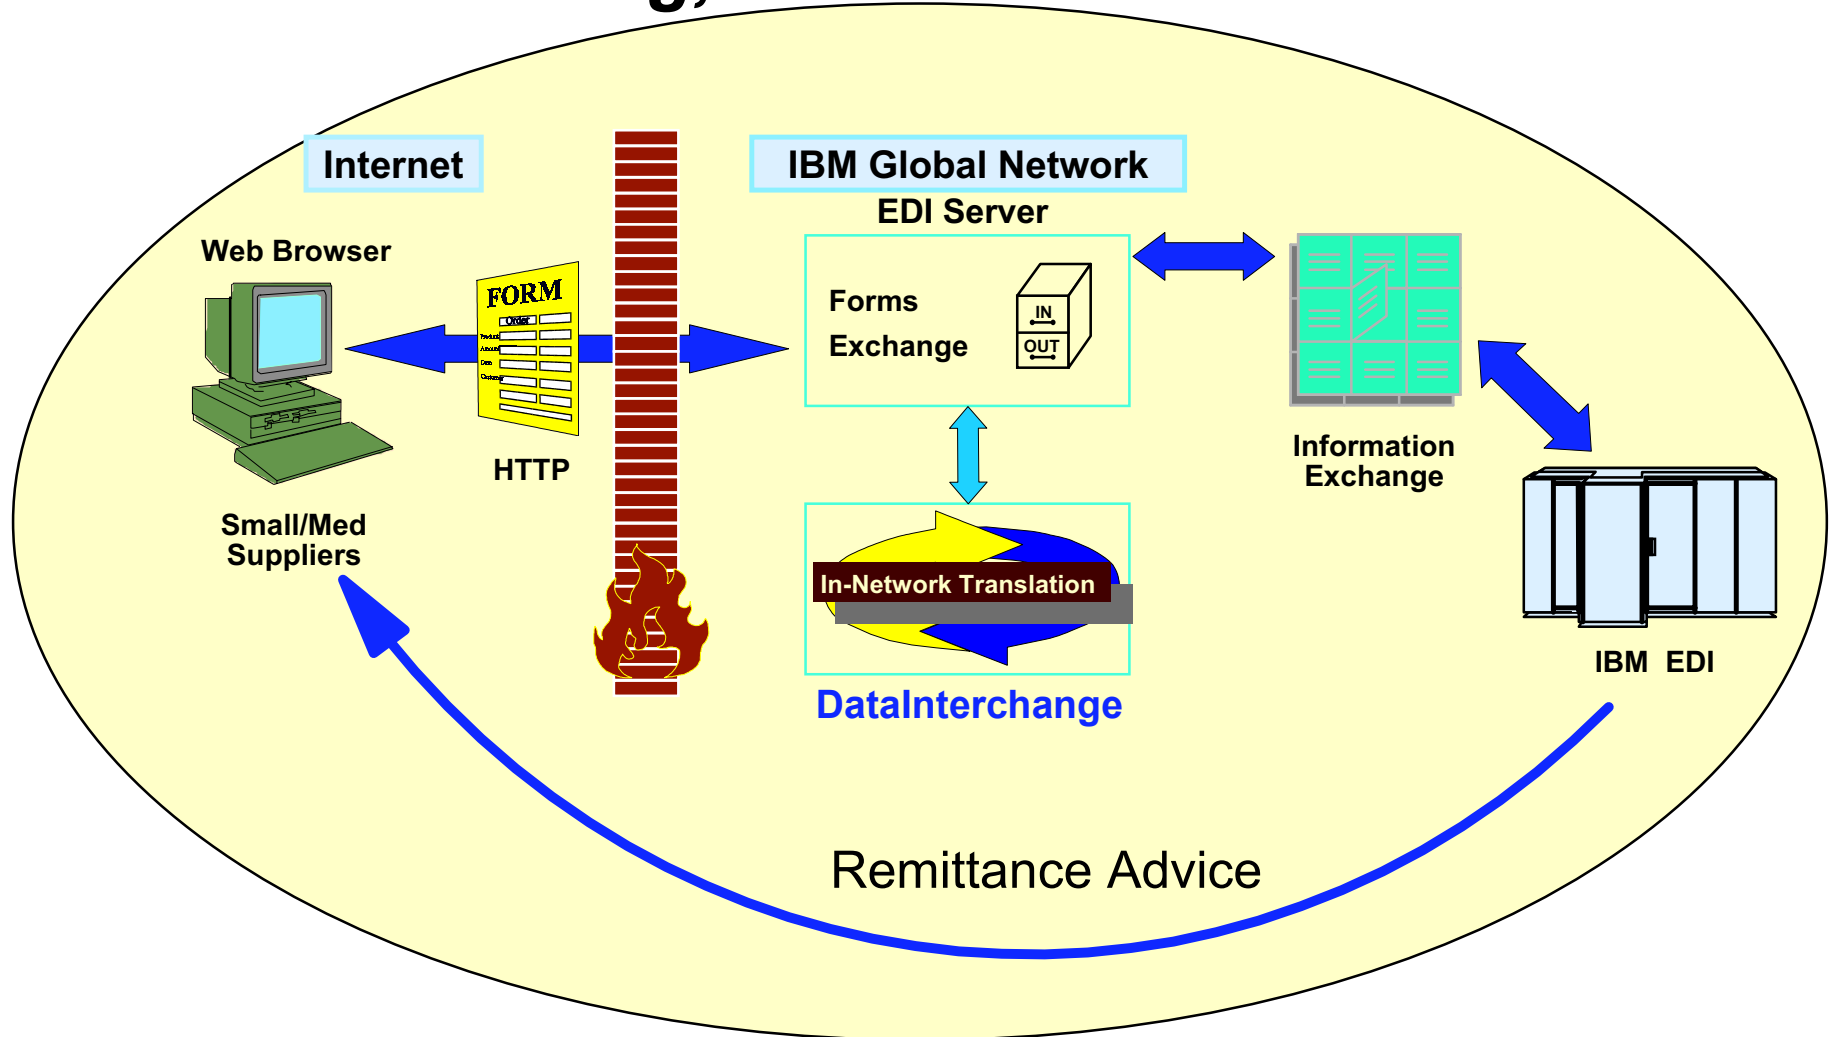 g,
Internet
IBM Global Network
EDI Server
Web Browser
FORM
Order
Forms
Exchange
IN
OUT
HTTP
Information
Exchange
Small/Med
Suppliers
In-Network Translation
IBM EDI
DataInterchange
Remittance Advice